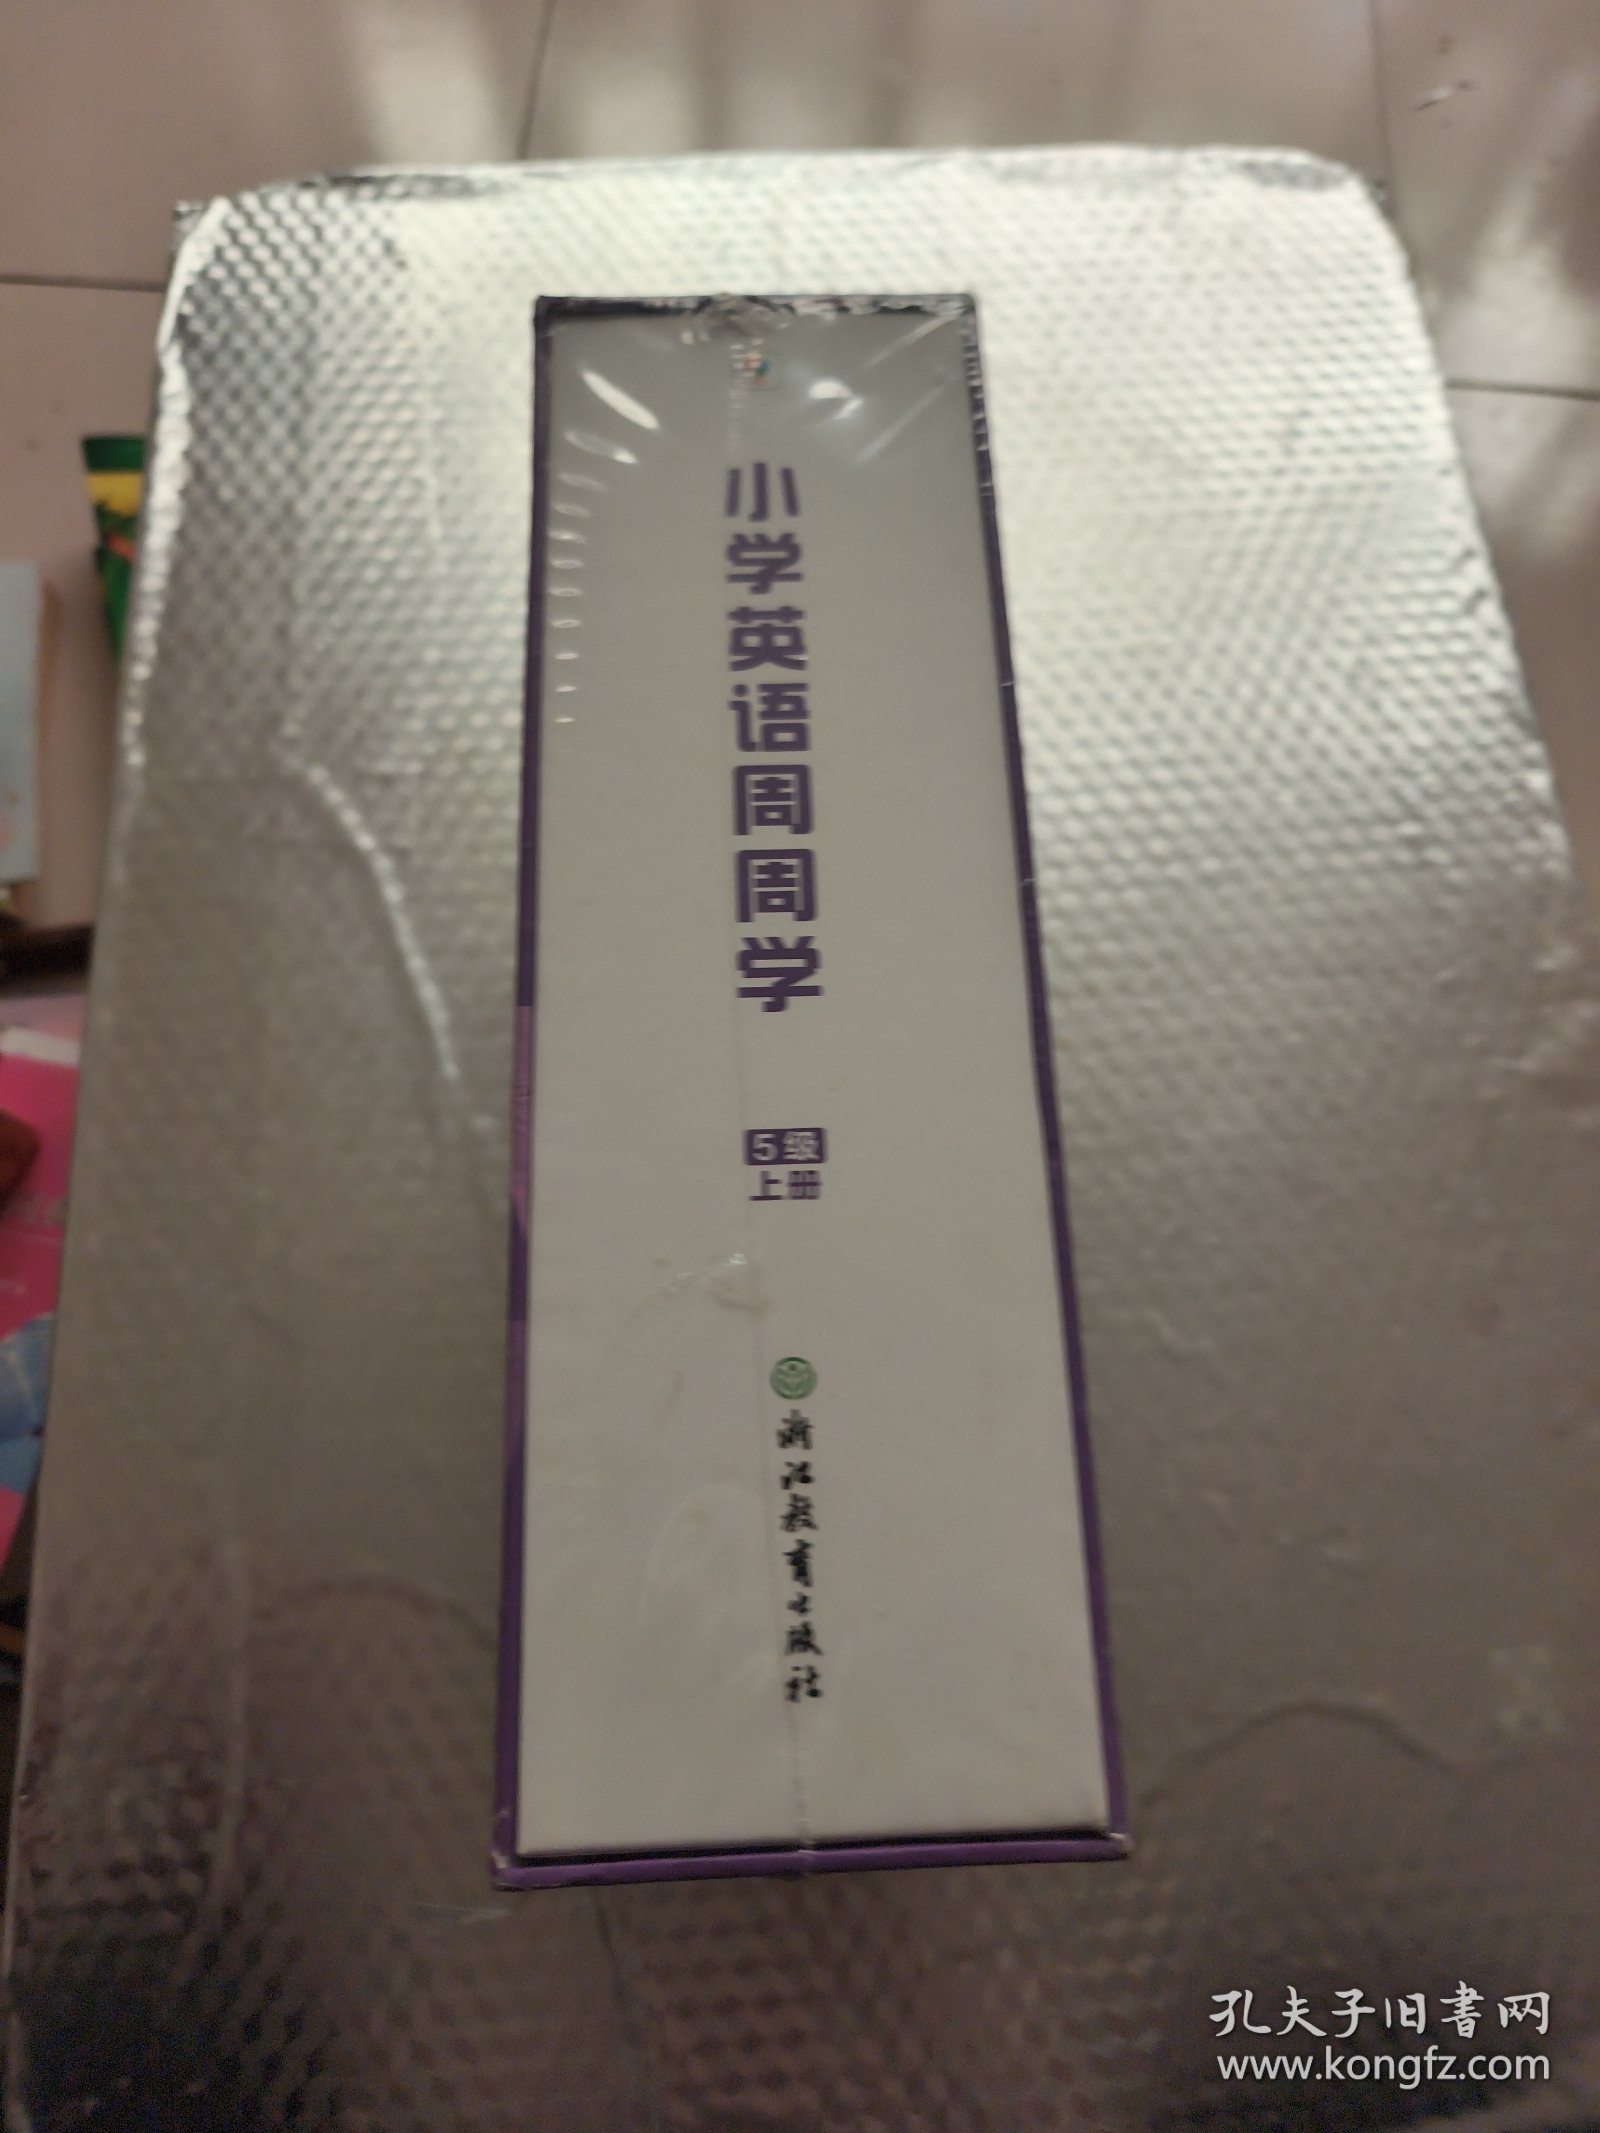 小学英语周周学
5级
上册
浙江教育出版社
孔夫子旧书网
www.kongfz.com